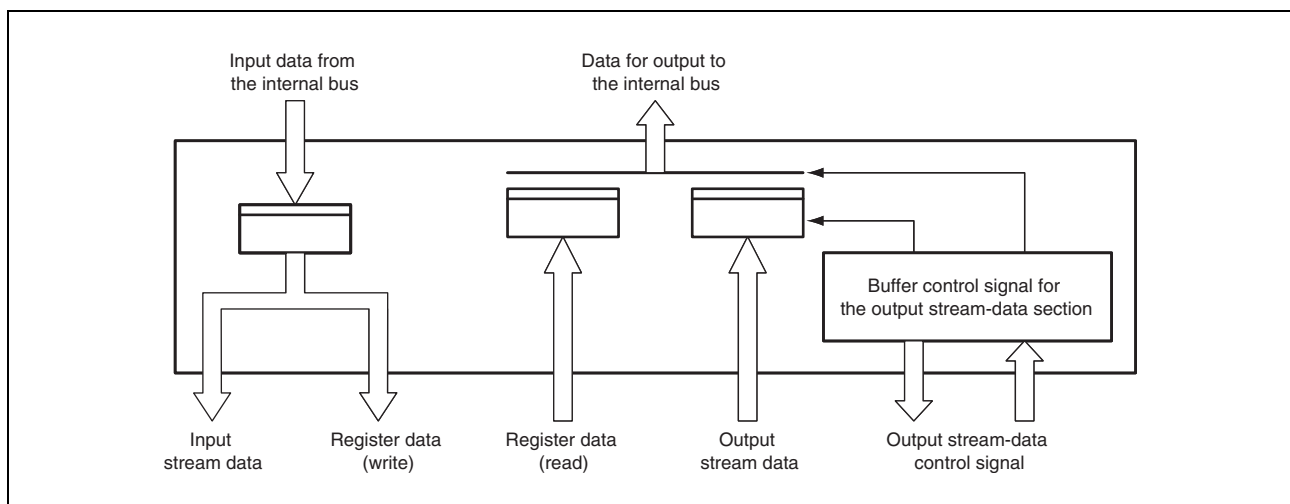 Input data from
the internal bus
Data for output to
the internal bus
Buffer control signal for
the output stream-data section
Input
stream data
Register data
(write)
Register data
(read)
Output
stream data
Output stream-data
control signal